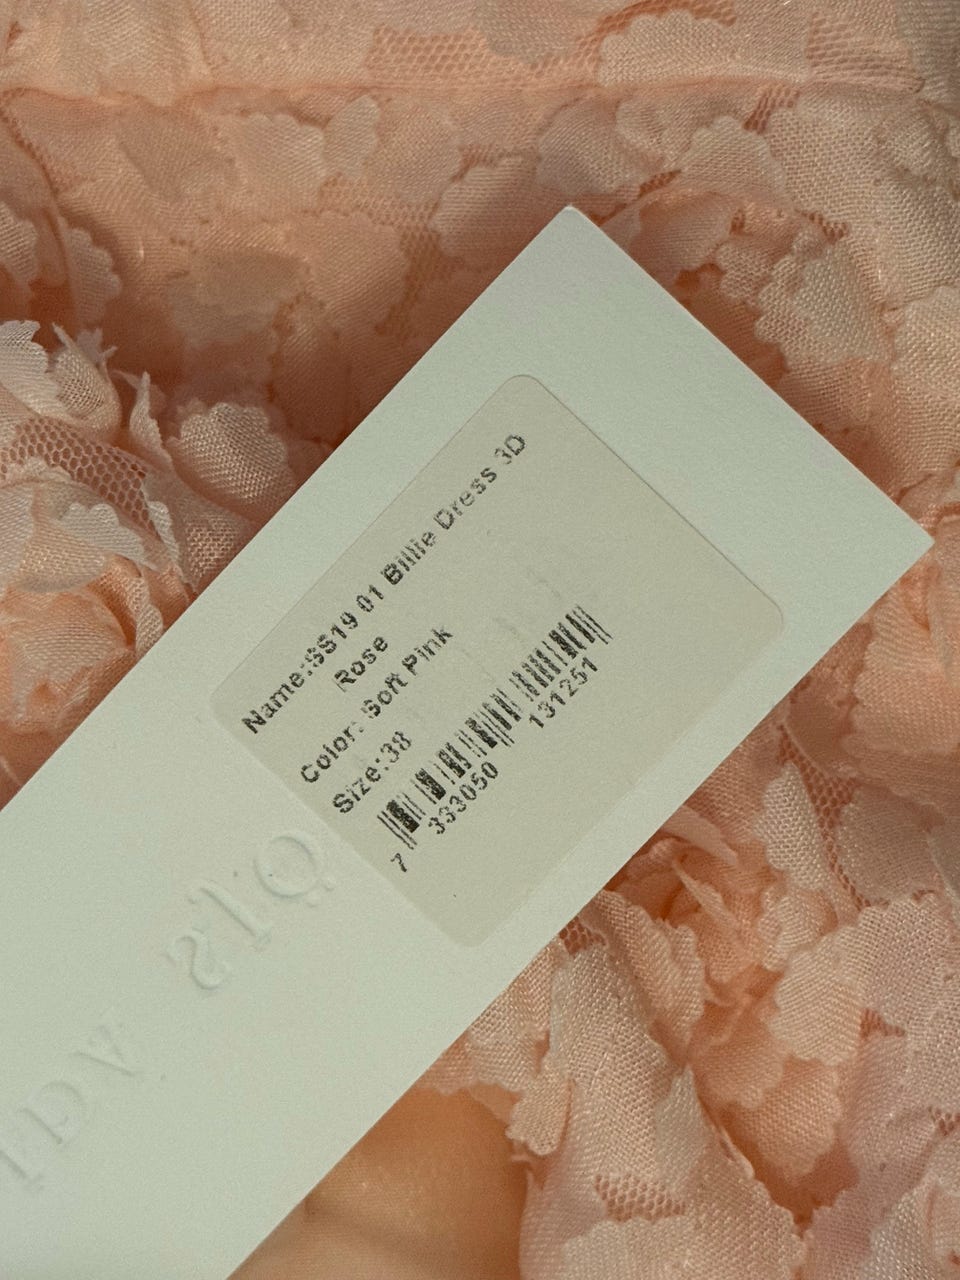 Name:SS19 01 Billie Dress 3D
Rose
Color: Soft Pink
Size:38
7 333050 131251